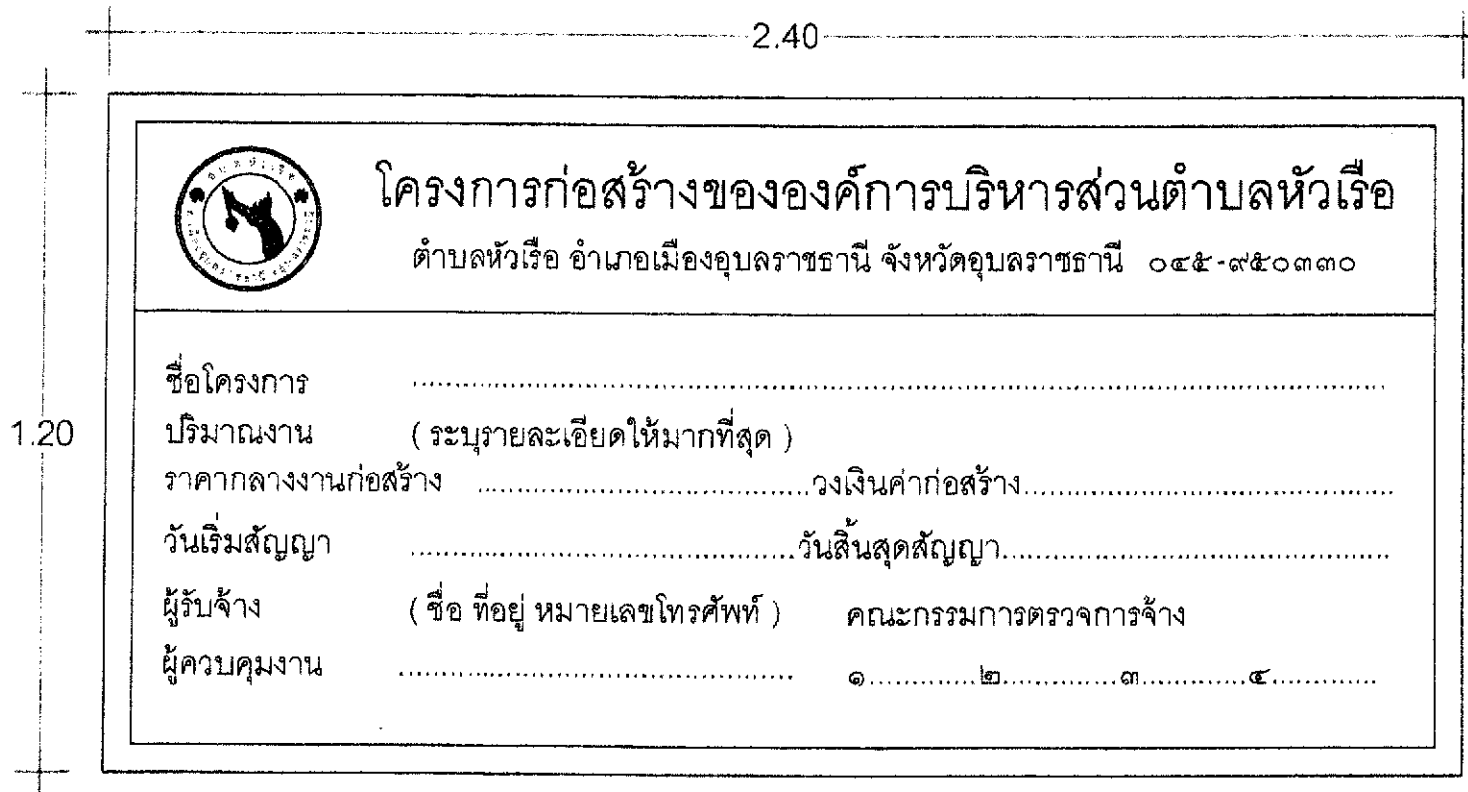 2.40
โครงการก่อสร้างขององค์การบริหารส่วนตำบลหัวเรือ
ตำบลหัวเรือ อำเภอเมืองอุบลราชธานี จังหวัดอุบลราชธานี ๐๔๕-๙๕๐๓๓๐
ชื่อโครงการ ........................................
1.20
ปริมาณงาน ( ระบุรายละเอียดให้มากที่สุด )
ราคากลางงานก่อสร้าง ....................วงเงินค่าก่อสร้าง....................
วันเริ่มสัญญา ....................วันสิ้นสุดสัญญา....................
ผู้รับจ้าง ( ชื่อ ที่อยู่ หมายเลขโทรศัพท์ ) คณะกรรมการตรวจการจ้าง
ผู้ควบคุมงาน .................... ๑.............๒..............๓.............๔.............